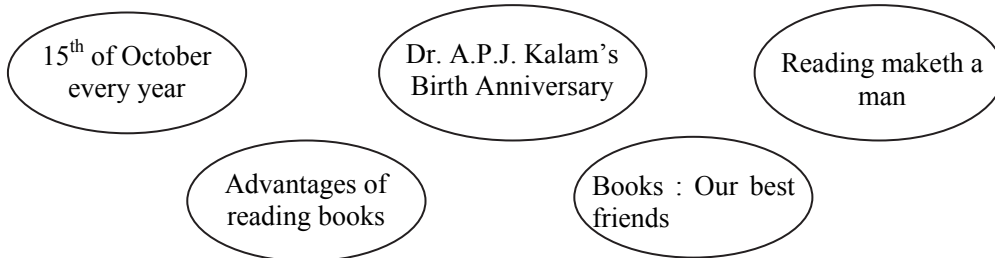 15th of October
every year
Dr. A.P.J. Kalam's
Birth Anniversary
Reading maketh a
man
Advantages of
reading books
Books : Our best
friends